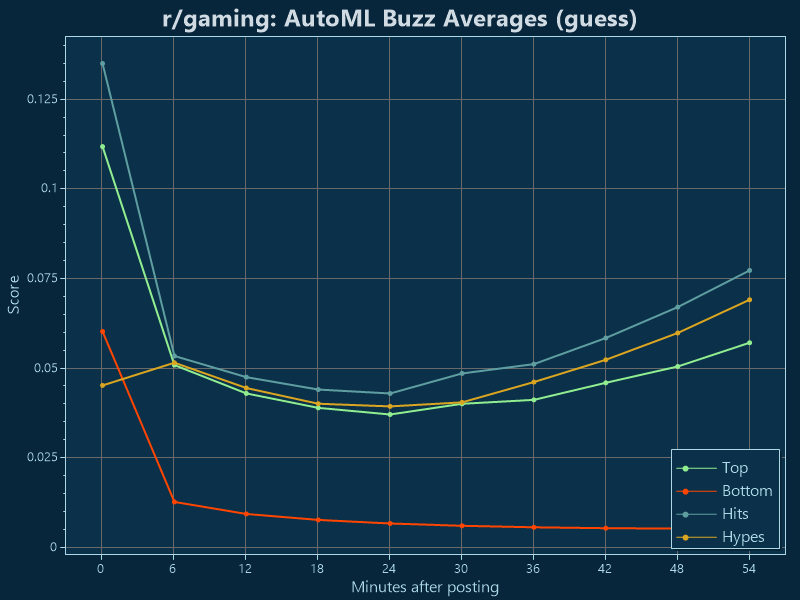 r/gaming: AutoML Buzz Averages (guess)
0.125
0.1
0.075
0.05
0.025
0
Score
0 6 12 18 24 30 36 42 48 54
Minutes after posting
Top
Bottom
Hits
Hypes